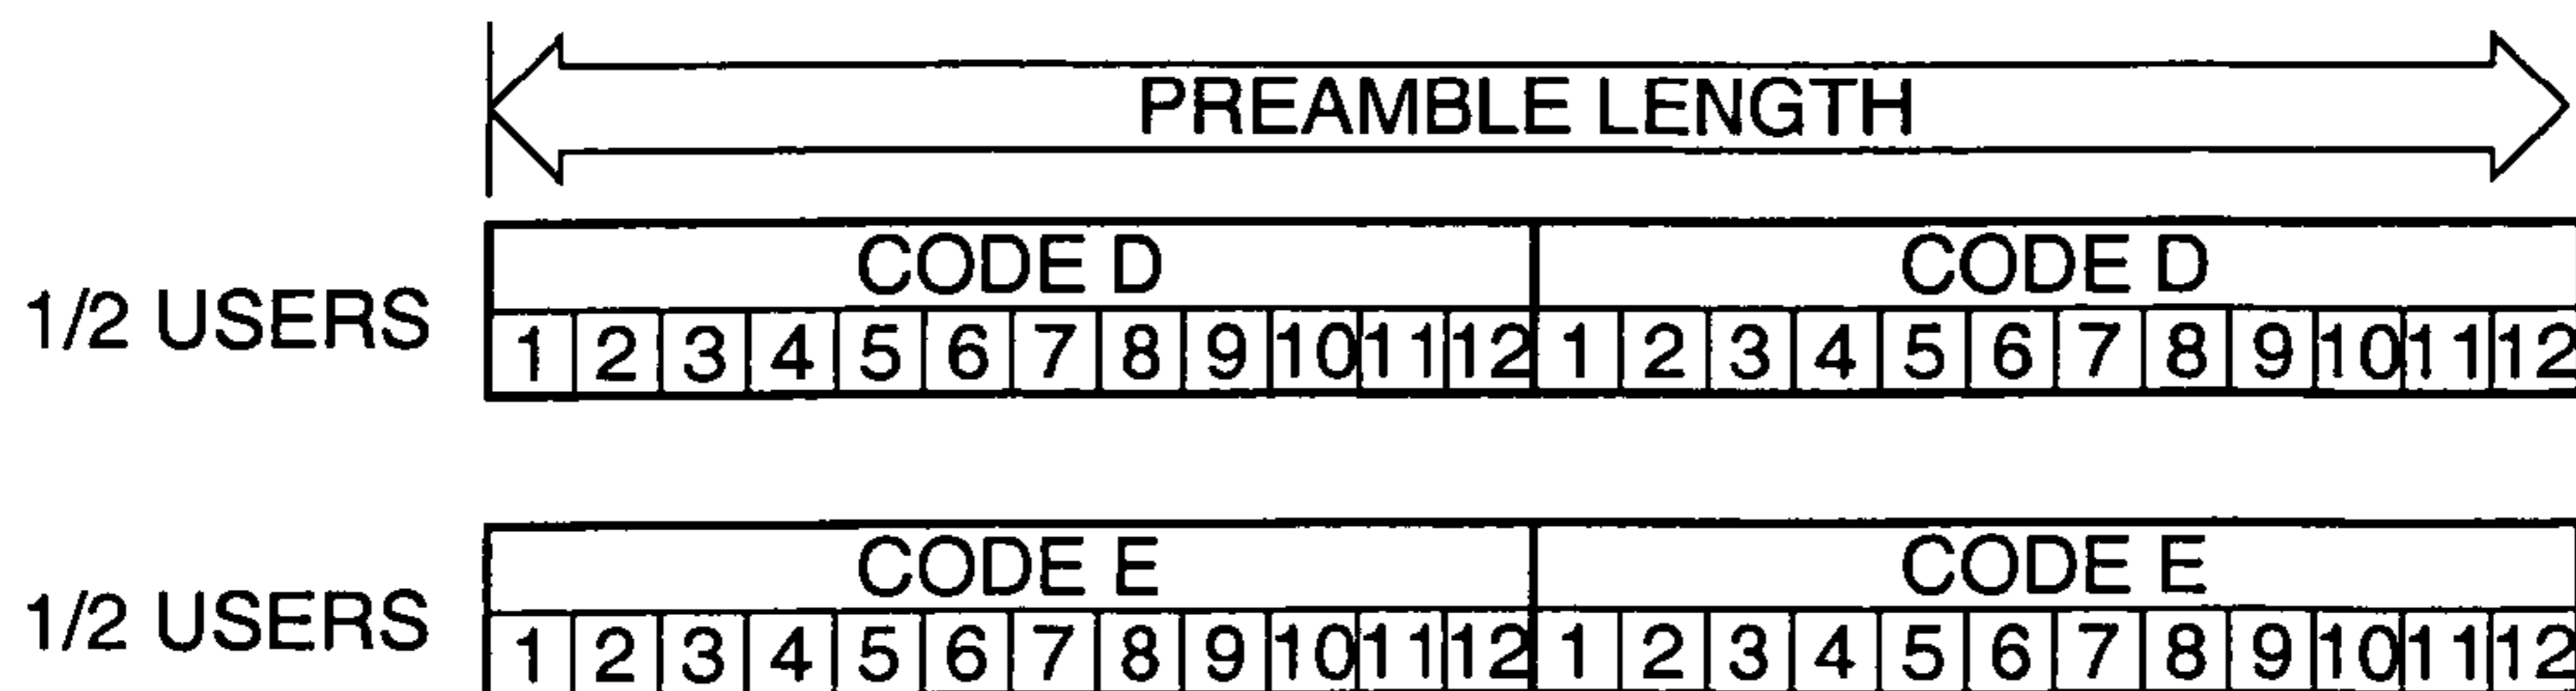 PREAMBLE LENGTH
CODE D CODE D
1/2 USERS
1 2 3 4 5 6 7 8 9 10 11 12 1 2 3 4 5 6 7 8 9 10 11 12
CODE E CODE E
1/2 USERS
1 2 3 4 5 6 7 8 9 10 11 12 1 2 3 4 5 6 7 8 9 10 11 12